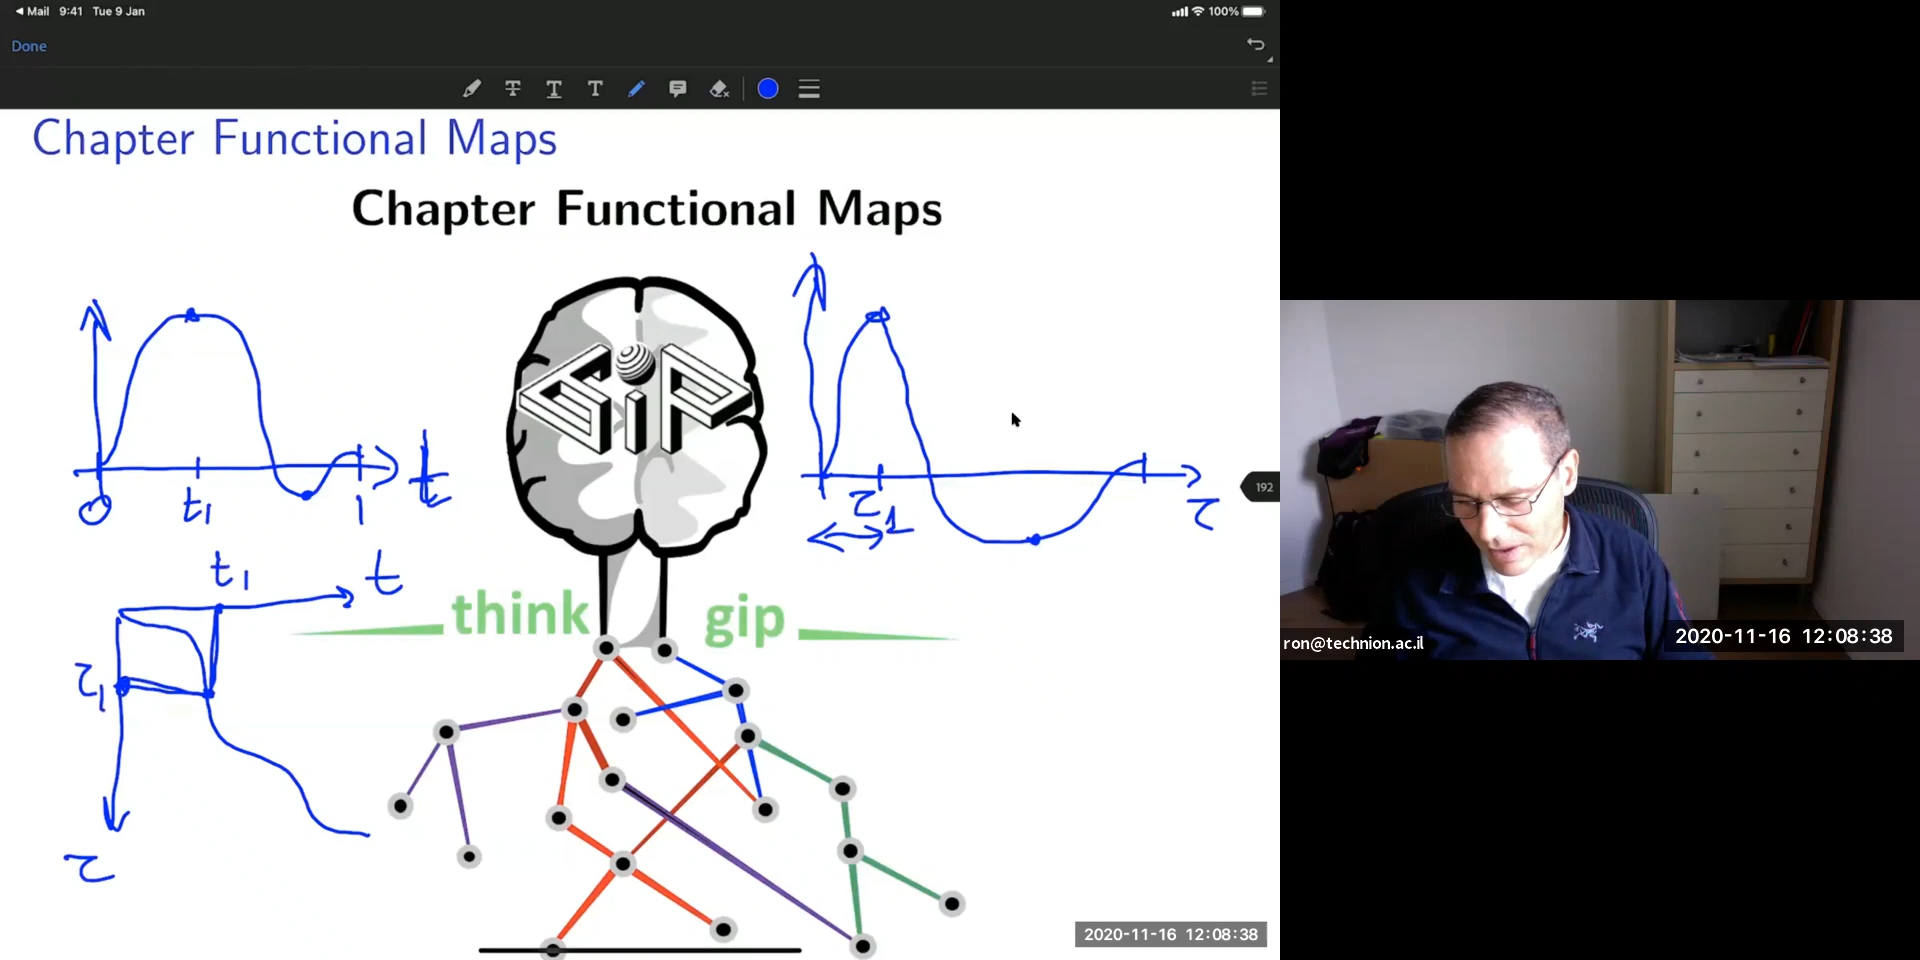 Mail 9:41 Tue 9 Jan 100%
Done
T T T
Chapter Functional Maps
Chapter Functional Maps
GiP
0 t₁ 1 t
τ₁ τ
t₁ t
think gip
τ₁
τ
192
2020-11-16 12:08:38
ron@technion.ac.il
2020-11-16 12:08:38